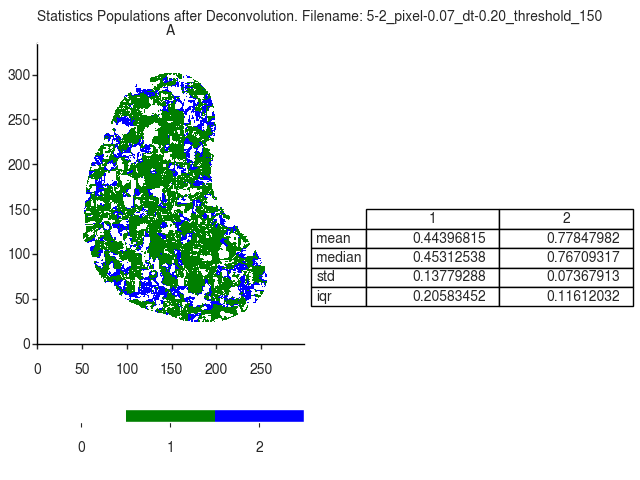 Statistics Populations after Deconvolution. Filename: 5-2_pixel-0.07_dt-0.20_threshold_150
A
300
250
200
150
100
50
0
0 50 100 150 200 250
1 2
mean 0.44396815 0.77847982
median 0.45312538 0.76709317
std 0.13779288 0.07367913
iqr 0.20583452 0.11612032
0 1 2